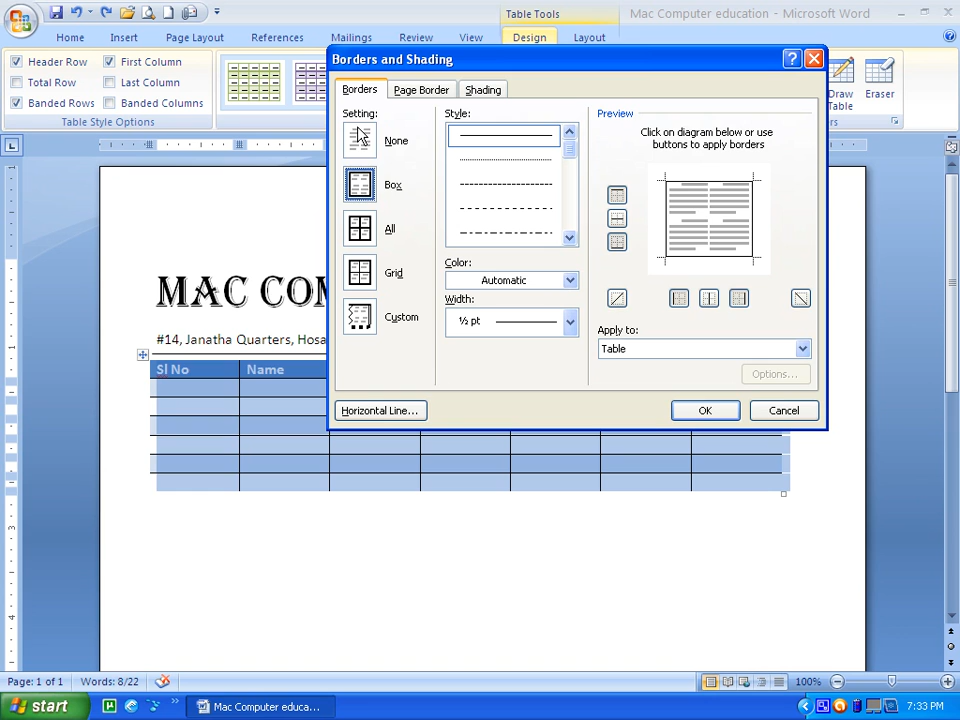 Table Tools
Mac Computer education - Microsoft Word
Home
Insert
Page Layout
References
Mailings
Review
View
Design
Layout
Header Row
First Column
Total Row
Last Column
Banded Rows
Banded Columns
Table Style Options
Draw
Table
Eraser
Borders and Shading
Borders
Page Border
Shading
Setting:
None
Box
All
Grid
Custom
Style:
Color:
Automatic
Width:
½ pt
Preview
Click on diagram below or use
buttons to apply borders
Apply to:
Table
Options...
Horizontal Line...
OK
Cancel
MAC COM
#14, Janatha Quarters, Hosa
Sl No
Name
Page: 1 of 1
Words: 8/22
100%
start
Mac Computer educa...
7:33 PM